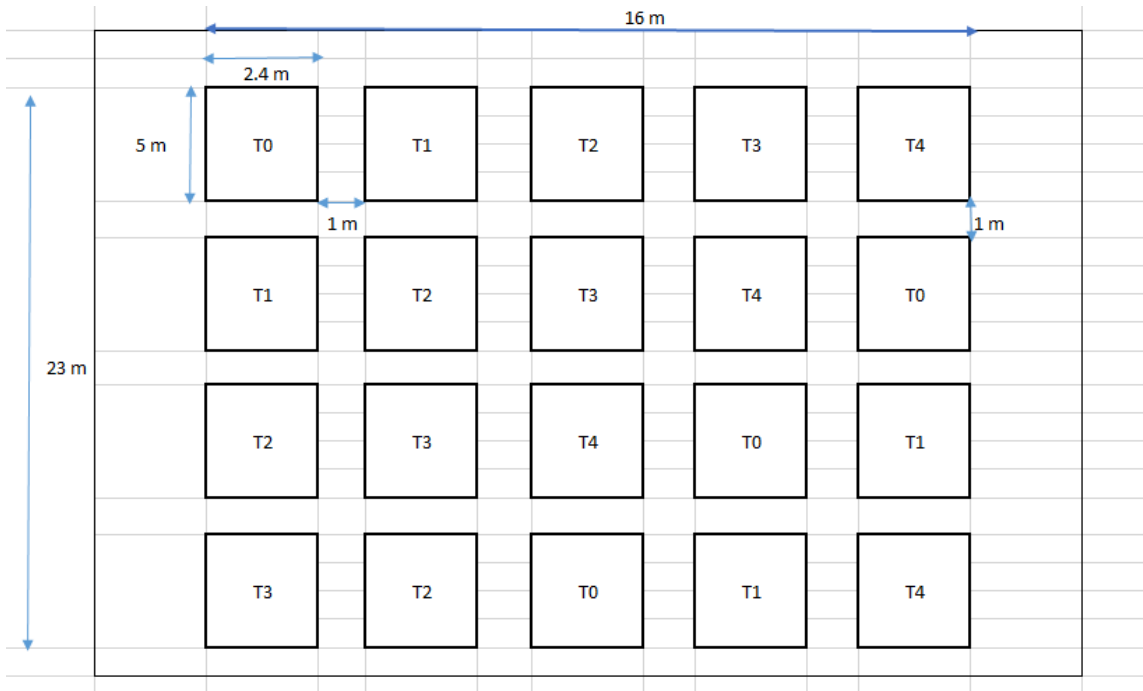 16 m
2.4 m
5 m
T0 T1 T2 T3 T4
1 m 1 m
T1 T2 T3 T4 T0
23 m
T2 T3 T4 T0 T1
T3 T2 T0 T1 T4